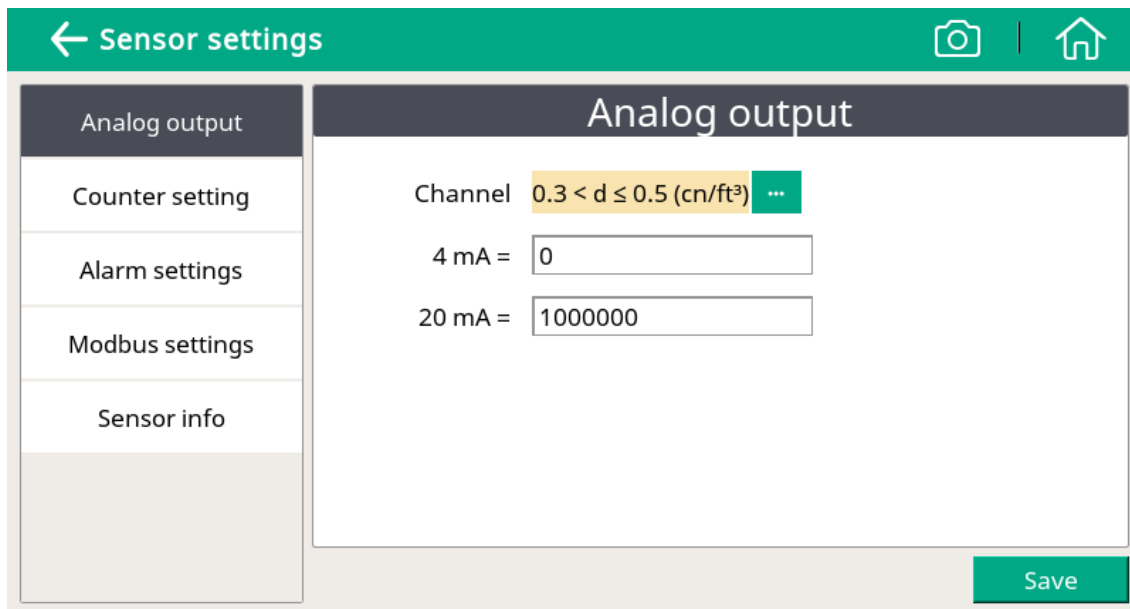 Sensor settings
Analog output
Counter setting
Alarm settings
Modbus settings
Sensor info
Analog output
Channel 0.3 < d ≤ 0.5 (cn/ft³) ...
4 mA = 0
20 mA = 1000000
Save